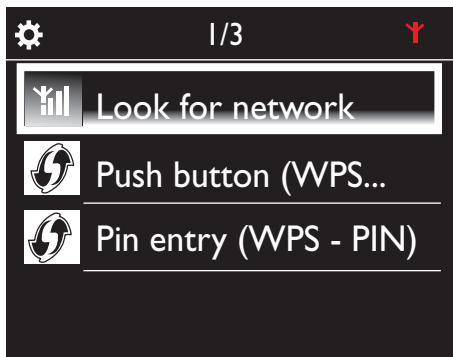 1/3
Look for network
Push button (WPS...
Pin entry (WPS - PIN)